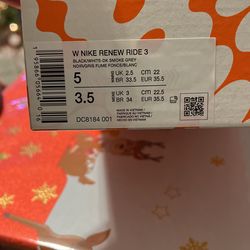 W NIKE RENEW RIDE 3
BLACK/WHITE-DK SMOKE GREY
NOIR/GRIS FUME FONCE/BLANC
5 UK 2.5 CM 22
BR 33.5 EUR 35.5
3.5 UK 3 CM 22.5
BR 34 EUR 35.5
DC8184 001
MADE IN VIETNAM